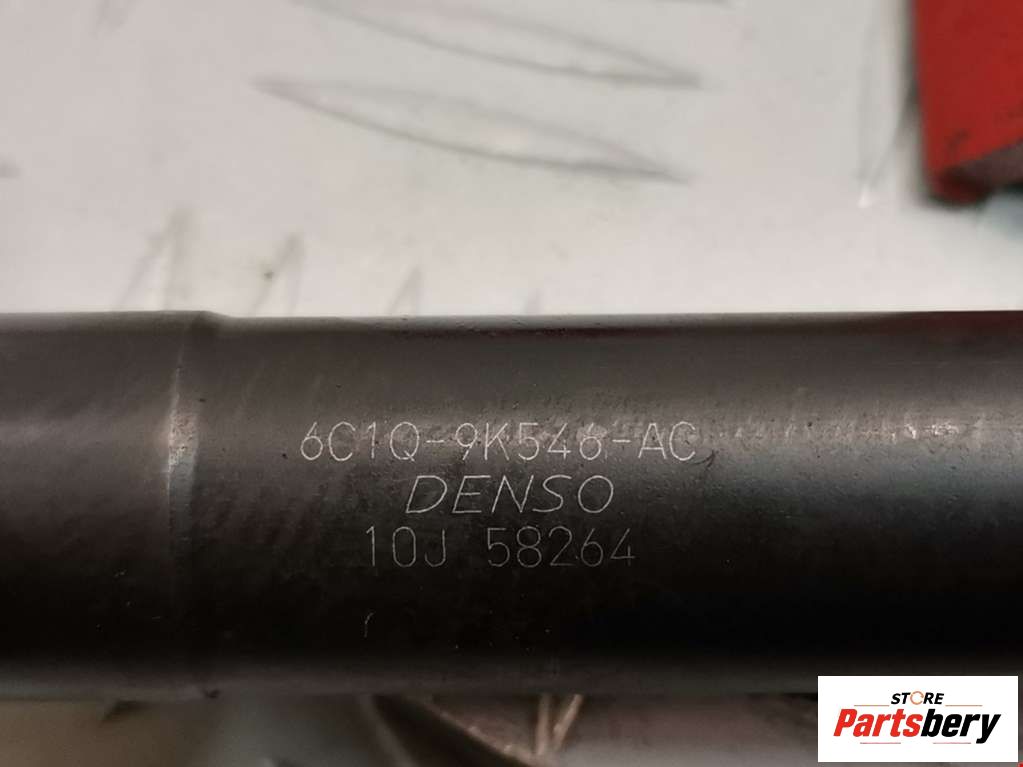 6C1Q-9K546-AC
DENSO
10J 58264
STORE
Partsbery